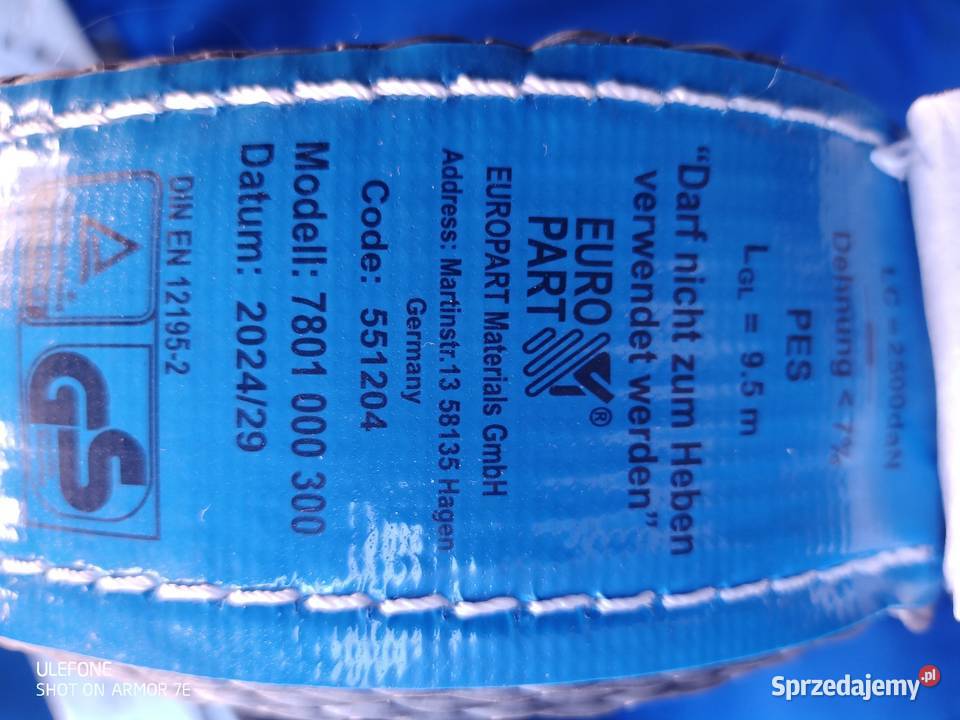 LC = 2500daN
Dehnung < 7%
PES
LGL = 9.5 m
“Darf nicht zum Heben
verwendet werden”
EURO
PART®
EUROPART Materials GmbH
Address: Martinstr.13 58135 Hagen
Germany
Code: 551204
Modell: 7801 000 300
Datum: 2024/29
DIN EN 12195-2
GS
ULEFONE
SHOT ON ARMOR 7E
Sprzedajemy.pl